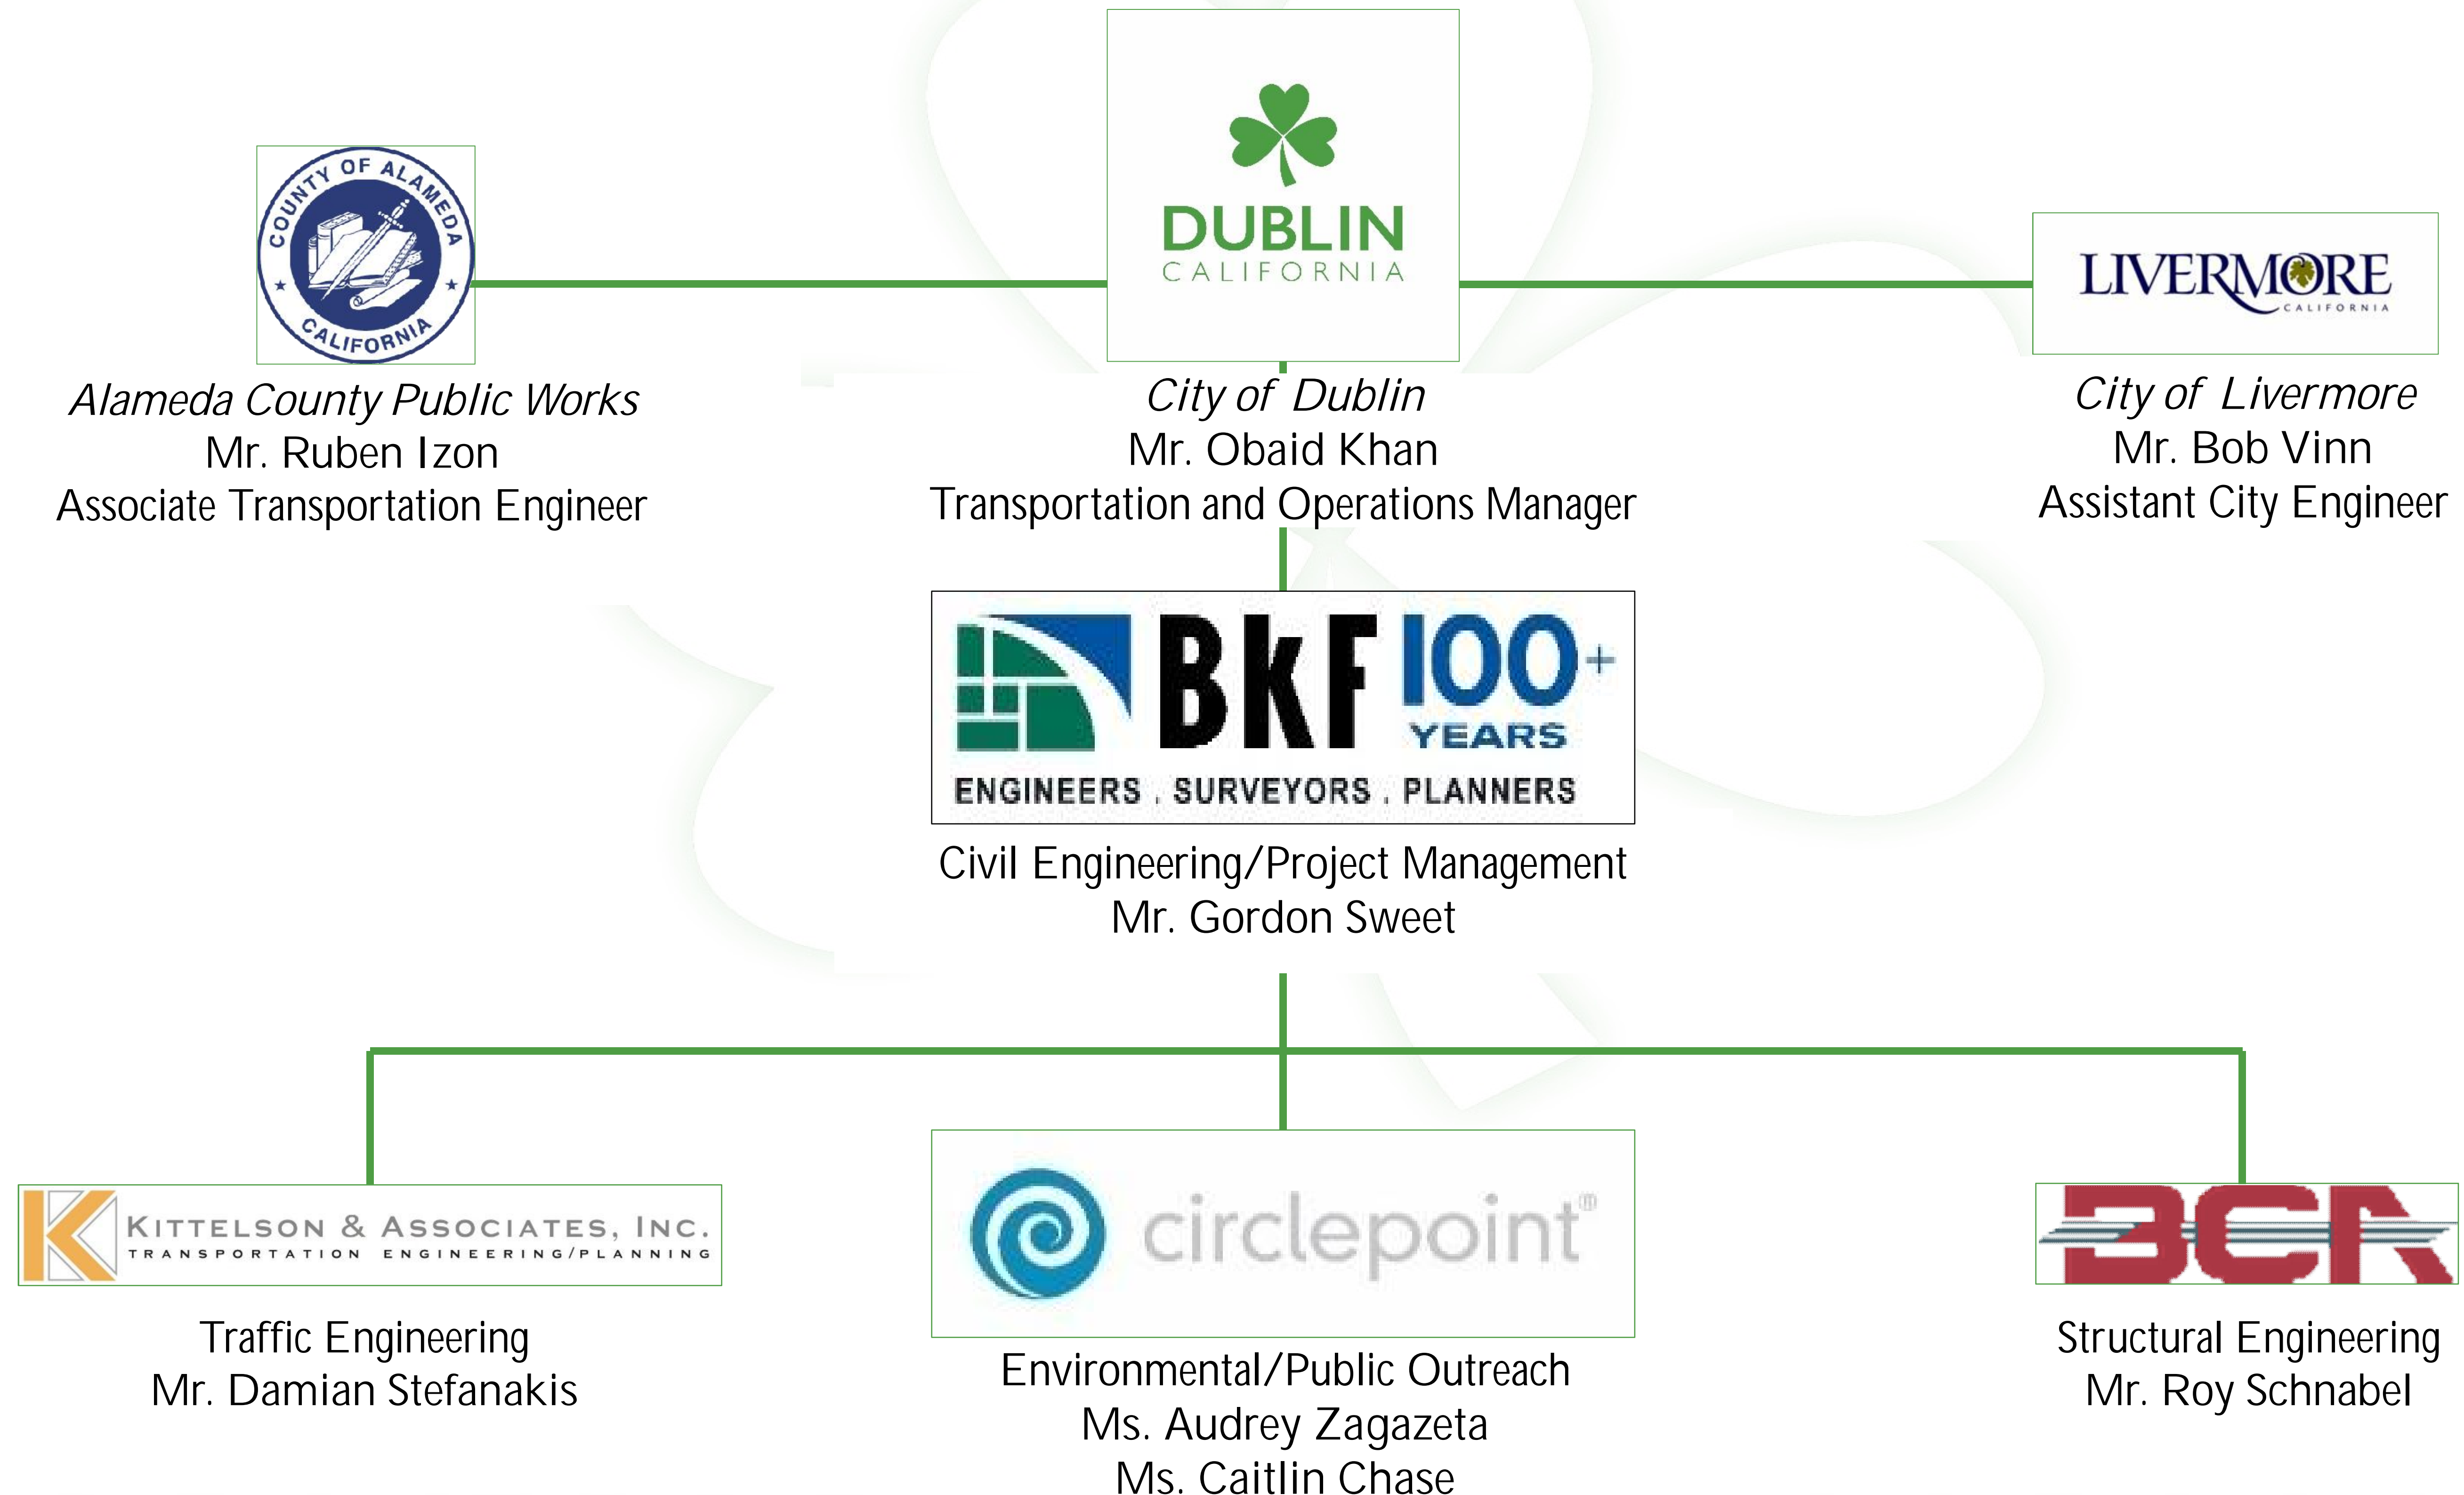 COUNTY OF ALAMEDA
CALIFORNIA
Alameda County Public Works
Mr. Ruben Izon
Associate Transportation Engineer
DUBLIN
CALIFORNIA
City of Dublin
Mr. Obaid Khan
Transportation and Operations Manager
LIVERMORE
CALIFORNIA
City of Livermore
Mr. Bob Vinn
Assistant City Engineer
BKF 100+
YEARS
ENGINEERS . SURVEYORS . PLANNERS
Civil Engineering/Project Management
Mr. Gordon Sweet
KITTELSON & ASSOCIATES, INC.
TRANSPORTATION ENGINEERING/PLANNING
Traffic Engineering
Mr. Damian Stefanakis
circlepoint®
Environmental/Public Outreach
Ms. Audrey Zagazeta
Ms. Caitlin Chase
BCA
Structural Engineering
Mr. Roy Schnabel